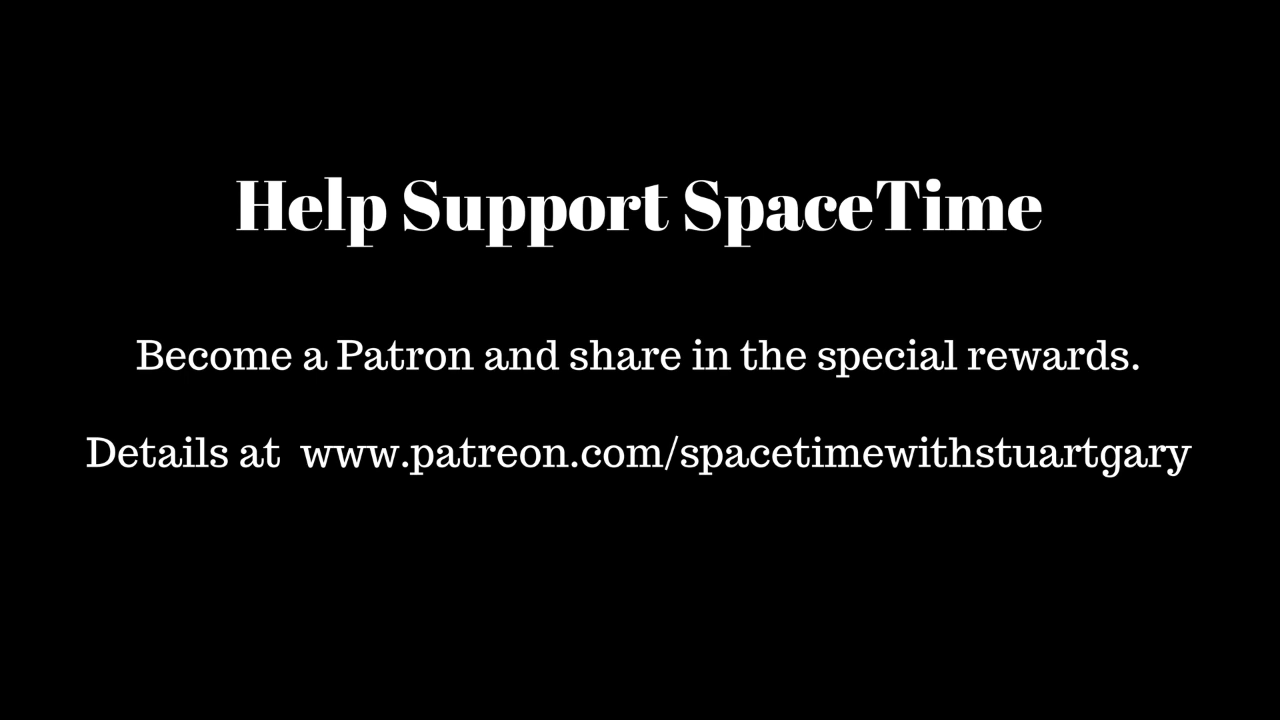 Help Support SpaceTime
Become a Patron and share in the special rewards.
Details at  www.patreon.com/spacetimewithstuartgary